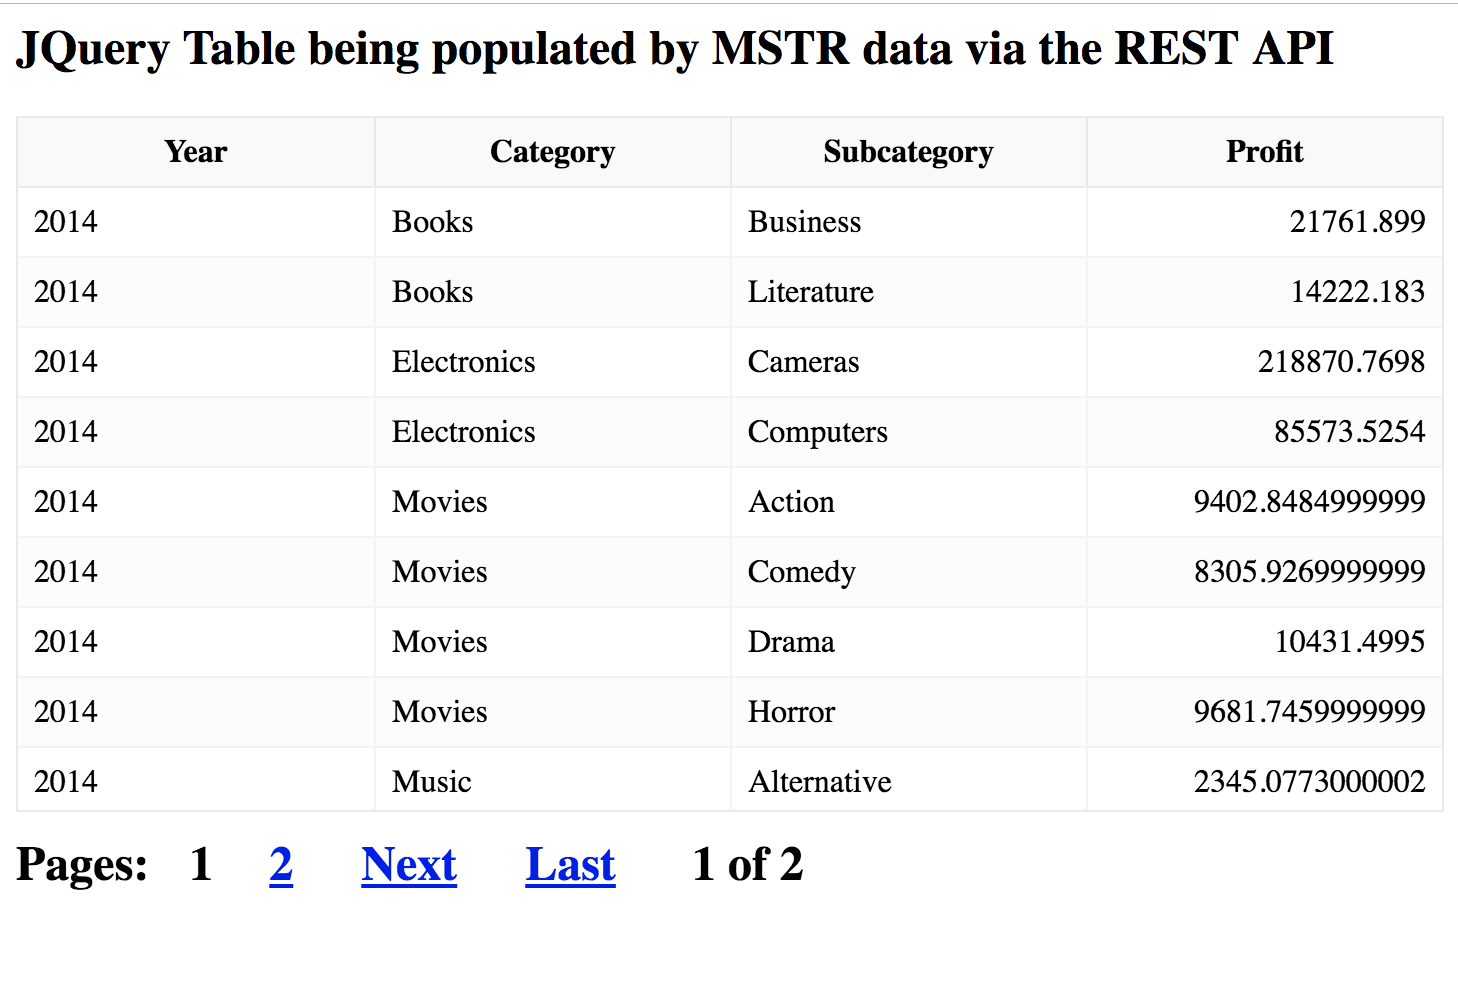 JQuery Table being populated by MSTR data via the REST API
Year Category Subcategory Profit
2014 Books Business 21761.899
2014 Books Literature 14222.183
2014 Electronics Cameras 218870.7698
2014 Electronics Computers 85573.5254
2014 Movies Action 9402.8484999999
2014 Movies Comedy 8305.9269999999
2014 Movies Drama 10431.4995
2014 Movies Horror 9681.7459999999
2014 Music Alternative 2345.0773000002
Pages: 1 2 Next Last 1 of 2